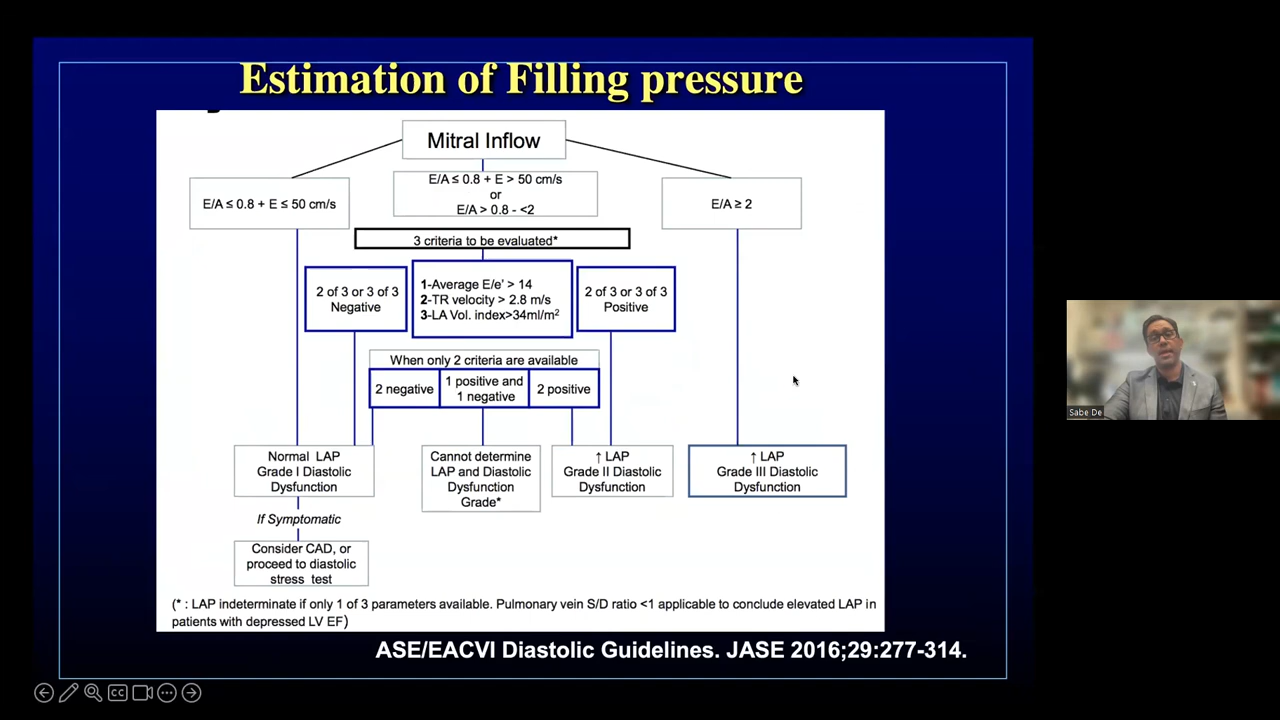 Estimation of Filling pressure
Mitral Inflow
E/A ≤ 0.8 + E ≤ 50 cm/s
E/A ≤ 0.8 + E > 50 cm/s
or
E/A > 0.8 - <2
E/A ≥ 2
3 criteria to be evaluated*
2 of 3 or 3 of 3
Negative
1-Average E/e' > 14
2-TR velocity > 2.8 m/s
3-LA Vol. index>34ml/m²
2 of 3 or 3 of 3
Positive
When only 2 criteria are available
2 negative
1 positive and
1 negative
2 positive
Normal LAP
Grade I Diastolic
Dysfunction
Cannot determine
LAP and Diastolic
Dysfunction
Grade*
↑ LAP
Grade II Diastolic
Dysfunction
↑ LAP
Grade III Diastolic
Dysfunction
If Symptomatic
Consider CAD, or
proceed to diastolic
stress test
(* : LAP indeterminate if only 1 of 3 parameters available. Pulmonary vein S/D ratio <1 applicable to conclude elevated LAP in
patients with depressed LV EF)
ASE/EACVI Diastolic Guidelines. JASE 2016;29:277-314.
CC
Sabe De